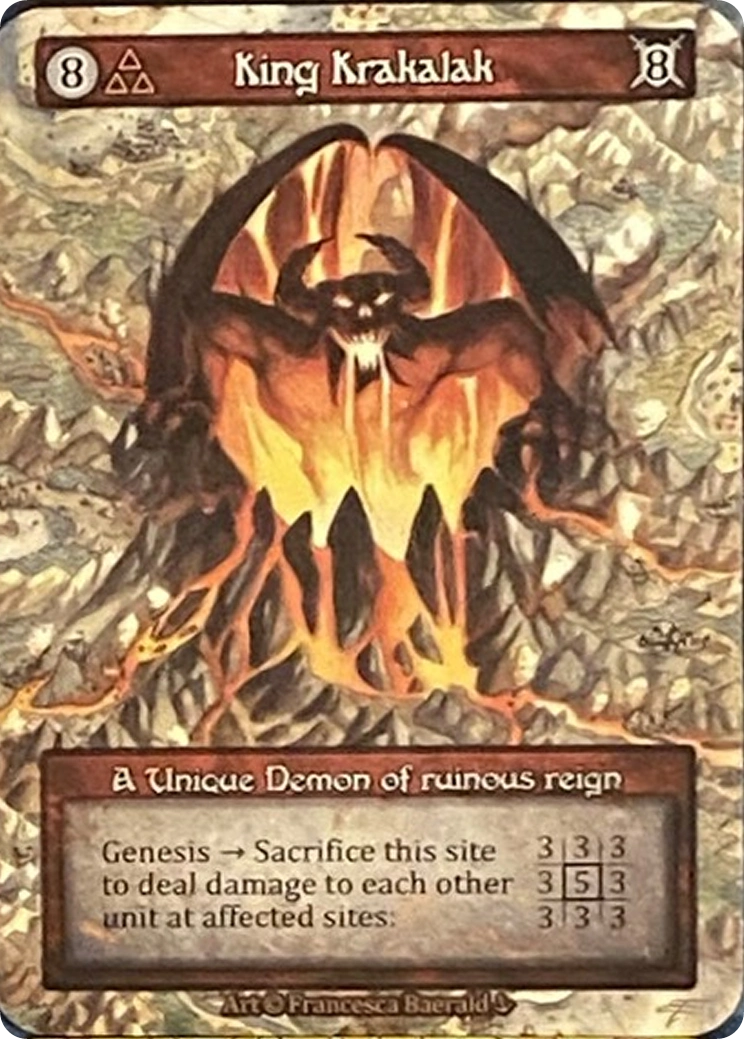 8 King Krakalak 8
A Unique Demon of ruinous reign
Genesis → Sacrifice this site
to deal damage to each other
unit at affected sites:
3 3 3
3 5 3
3 3 3
Art © Francesca Baerald